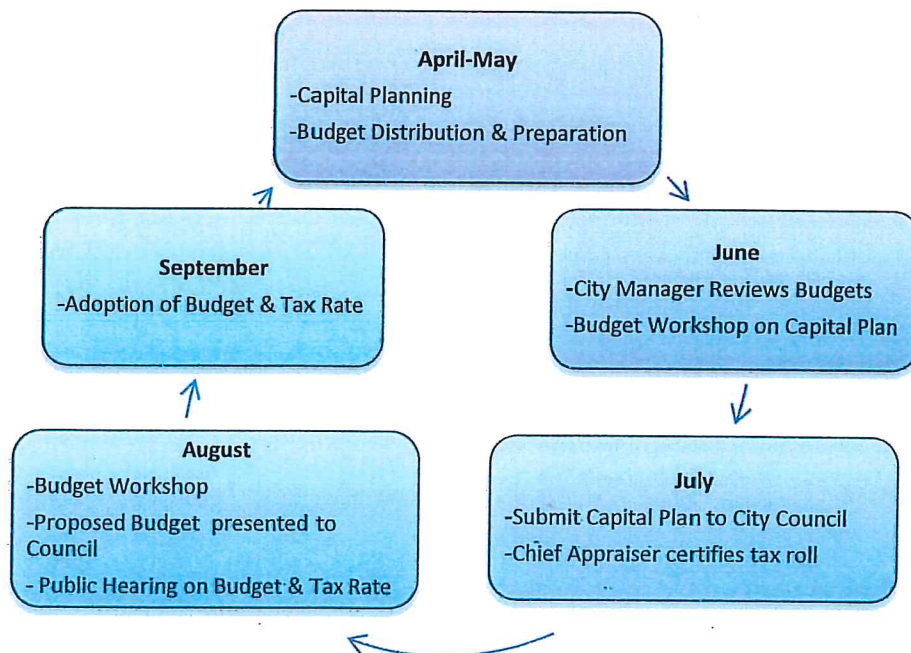 April-May
-Capital Planning
-Budget Distribution & Preparation
June
-City Manager Reviews Budgets
-Budget Workshop on Capital Plan
July
-Submit Capital Plan to City Council
-Chief Appraiser certifies tax roll
August
-Budget Workshop
-Proposed Budget presented to
Council
- Public Hearing on Budget & Tax Rate
September
-Adoption of Budget & Tax Rate